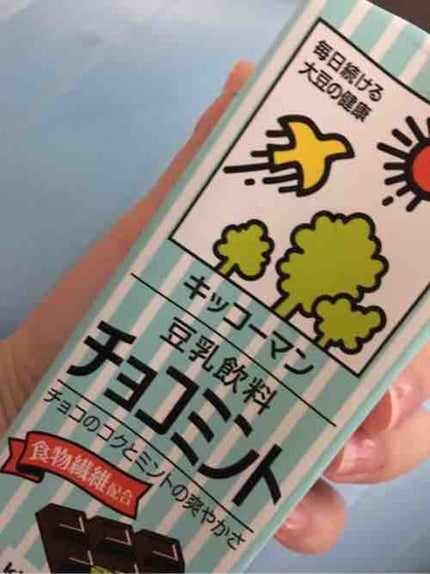 毎日続ける
大豆の健康
キッコーマン
豆乳飲料
チョコミント
チョコのコクとミントの爽やかさ
食物繊維配合